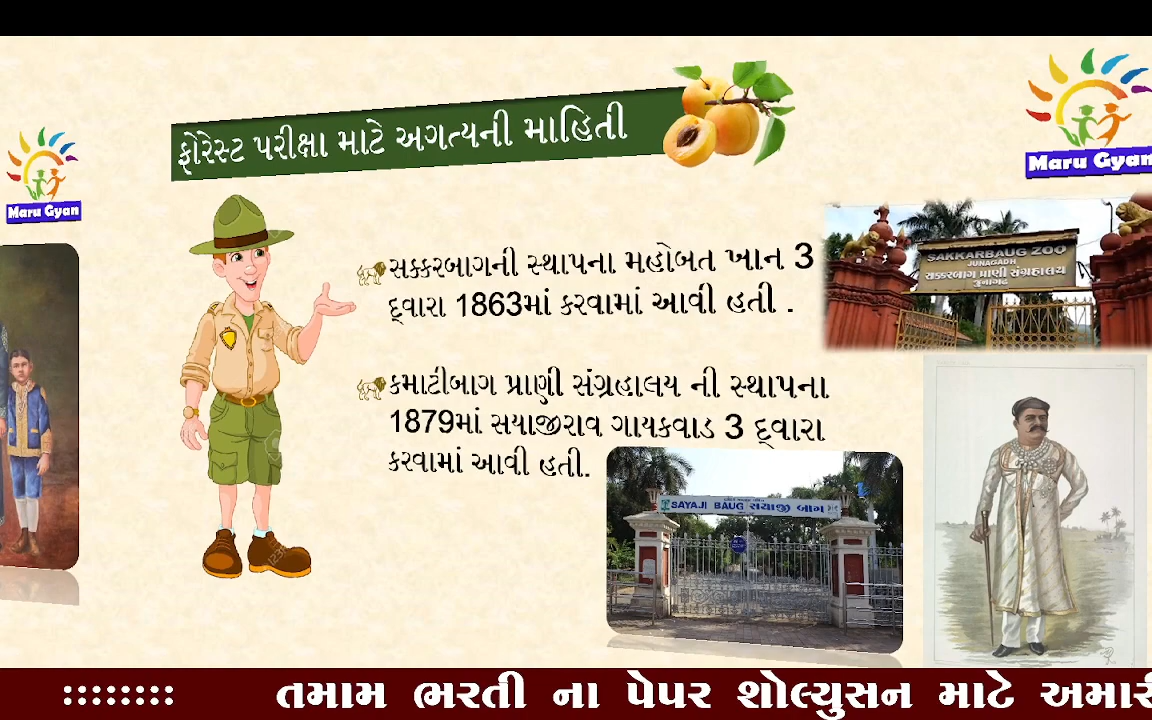 ફોરેસ્ટ પરીક્ષા માટે અગત્યની માહિતી
Maru Gyan
Maru Gyan
સક્કરબાગની સ્થાપના મહોબત ખાન 3
દ્વારા 1863માં કરવામાં આવી હતી .
SAKKARBAUG ZOO
JUNAGADH
સક્કરબાગ પ્રાણી સંગ્રહાલય
જુનાગઢ
કમાટીબાગ પ્રાણી સંગ્રહાલય ની સ્થાપના
1879માં સયાજીરાવ ગાયકવાડ 3 દ્વારા
કરવામાં આવી હતી.
SAYAJI BAUG સયાજી બાગ
:::::::: તમામ ભરતી ના પેપર શોલ્યુસન માટે અમારી